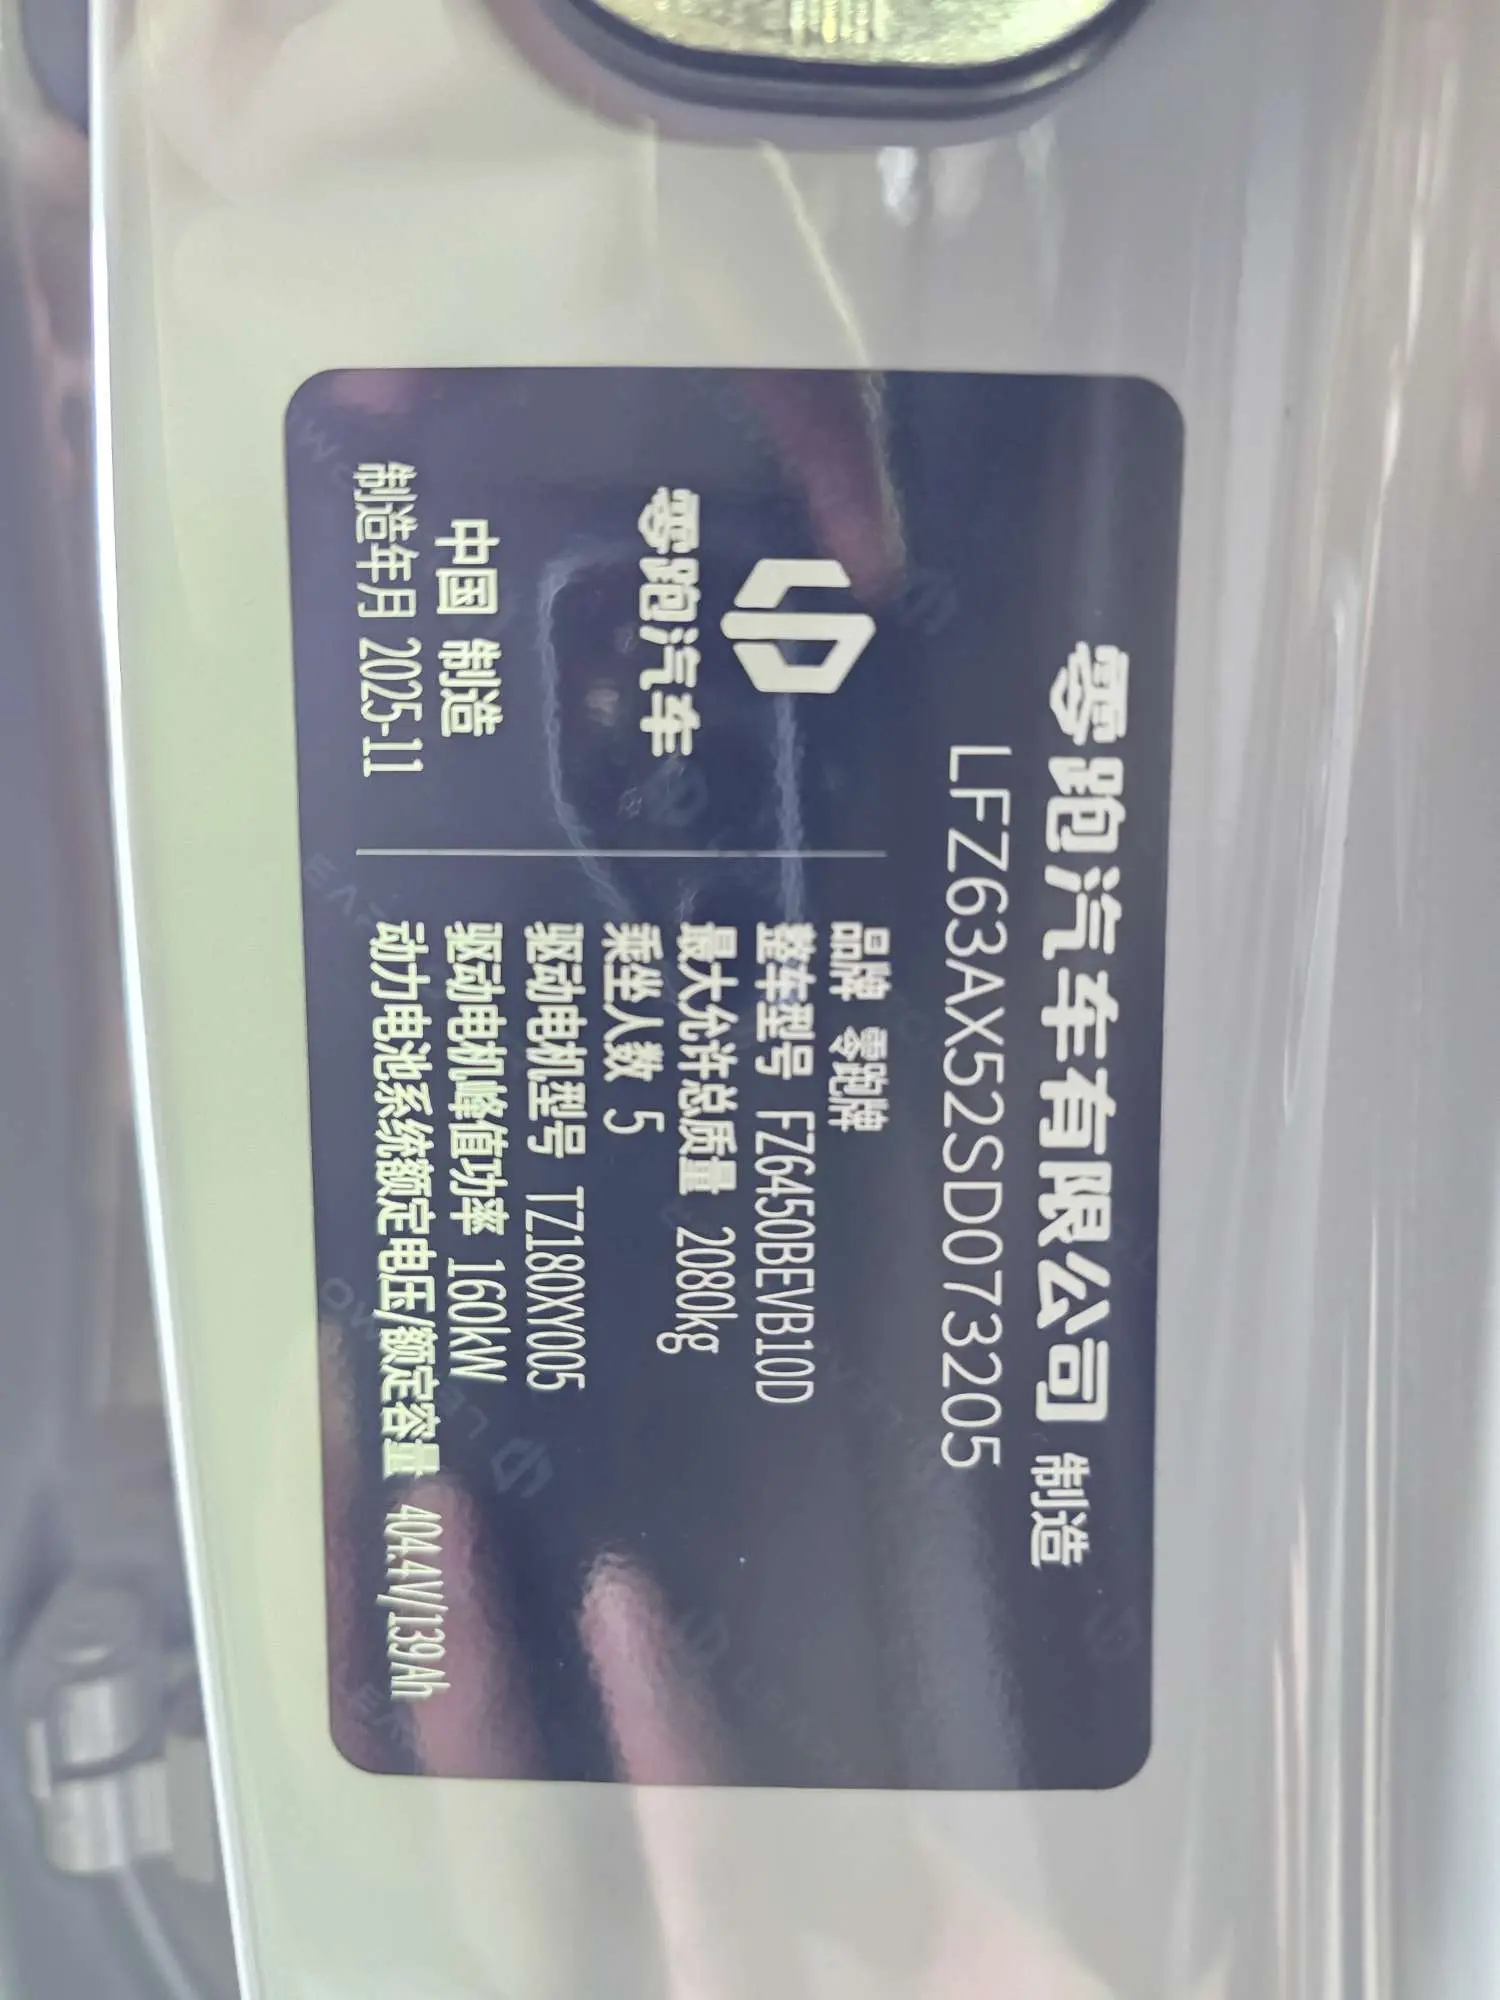 零跑汽车有限公司 制造
LFZ63AX52SD073205
零跑汽车
中国 制造
制造年月 2025-11
品牌 零跑牌
整车型号 FZ6450BEVB10D
最大允许总质量 2080kg
乘坐人数 5
驱动电机型号 TZ180XY005
驱动电机峰值功率 160kW
动力电池系统额定电压/额定容量 404.4V/139Ah